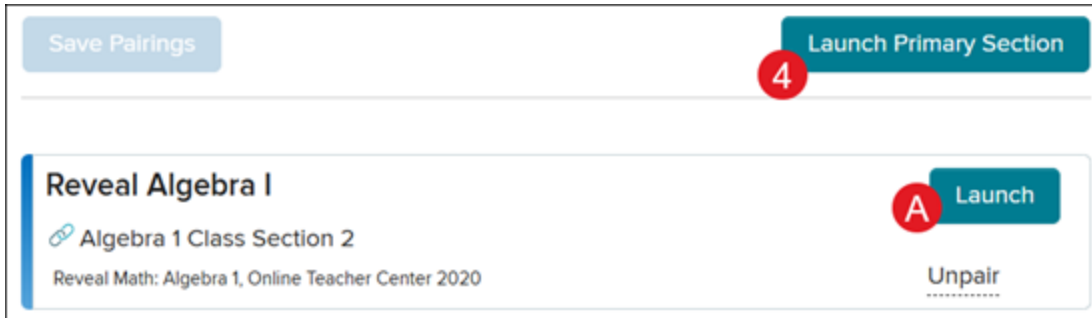 Save Pairings
Launch Primary Section
4
Reveal Algebra I
A
Launch
Algebra 1 Class Section 2
Reveal Math: Algebra 1, Online Teacher Center 2020
Unpair